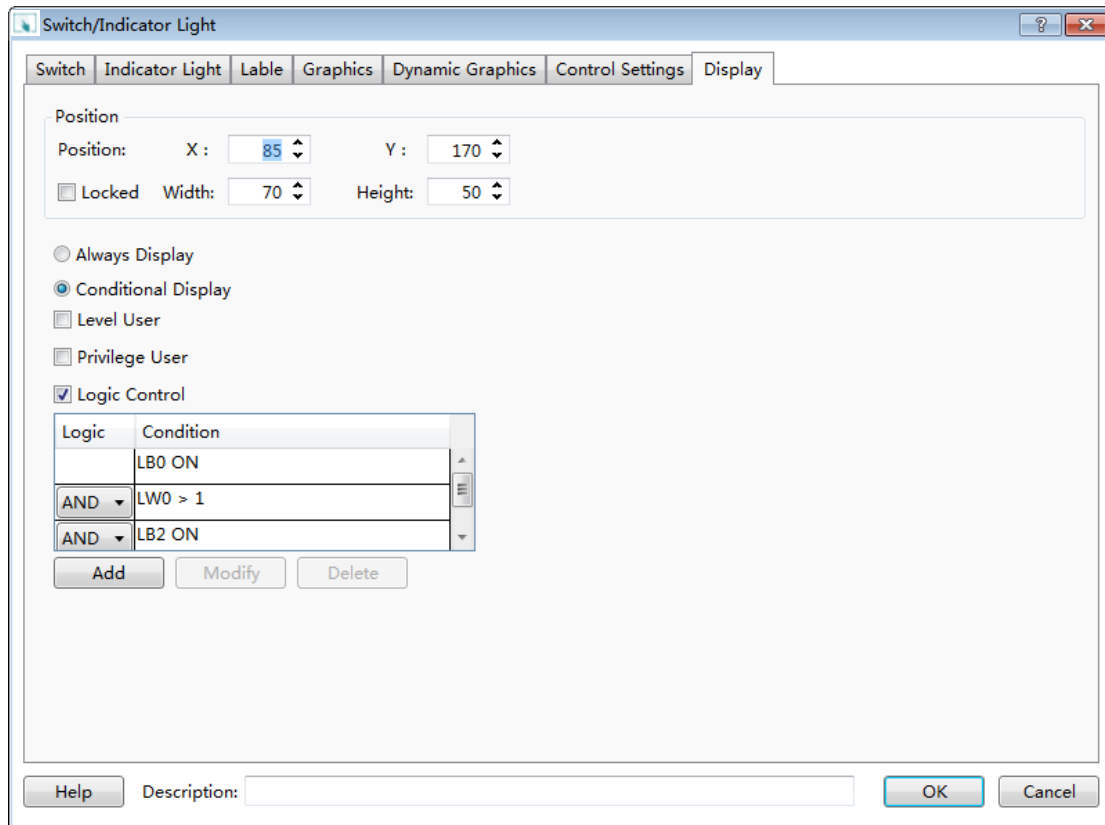 Switch/Indicator Light
Switch Indicator Light Lable Graphics Dynamic Graphics Control Settings Display
Position
Position: X : 85 Y : 170
Locked Width: 70 Height: 50
Always Display
Conditional Display
Level User
Privilege User
Logic Control
Logic Condition
LB0 ON
AND LW0 > 1
AND LB2 ON
Add Modify Delete
Help Description: OK Cancel